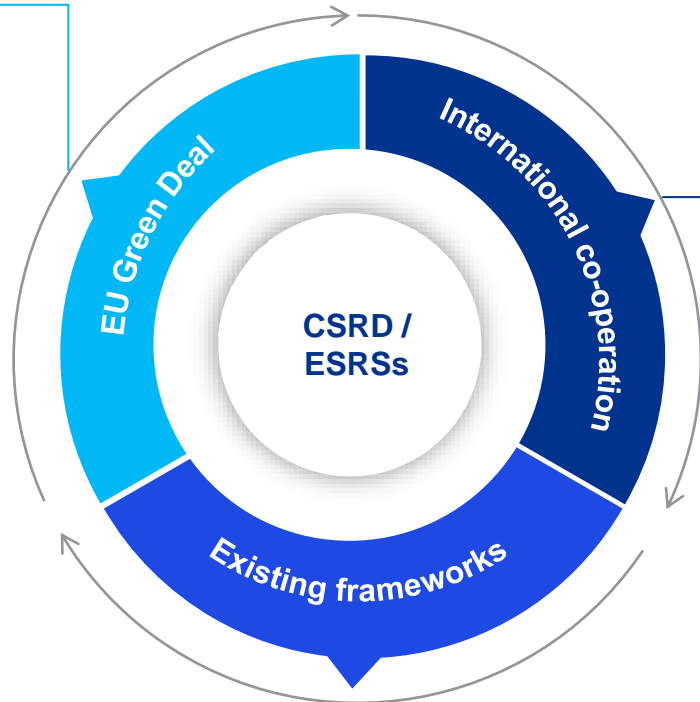 EU Green Deal
International co-operation
CSRD /
ESRSs
Existing frameworks